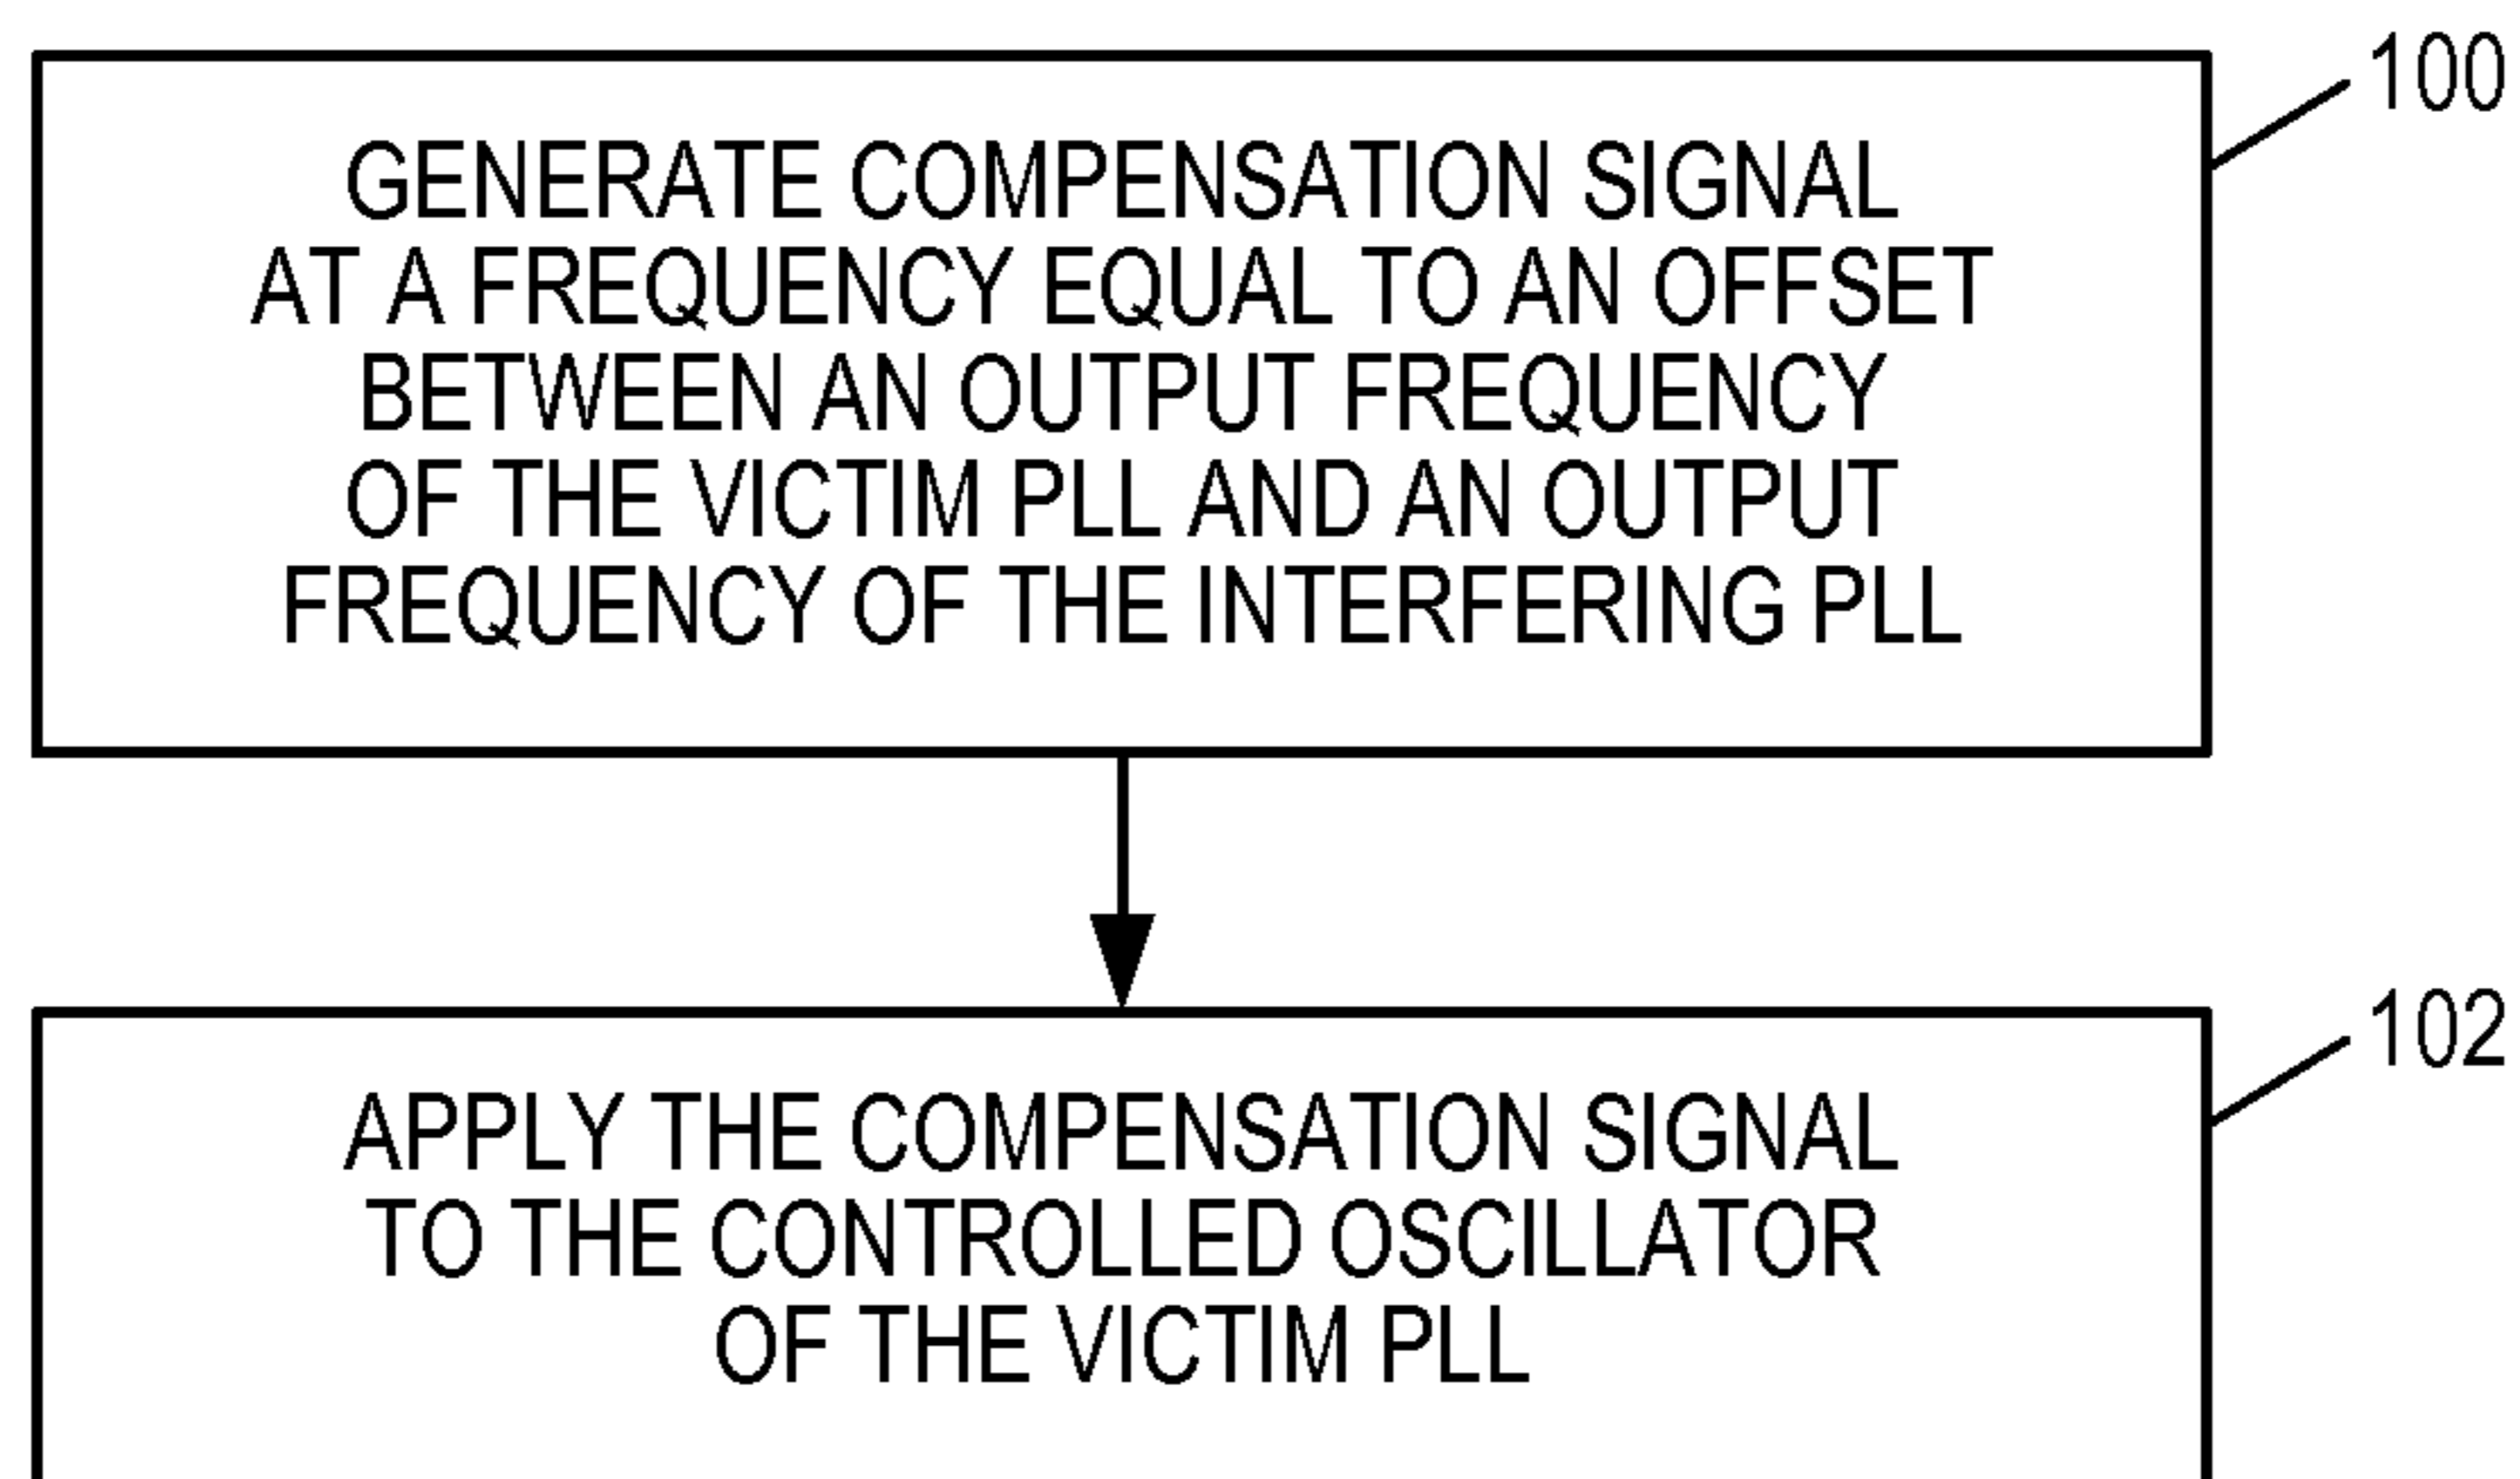 100
GENERATE COMPENSATION SIGNAL
AT A FREQUENCY EQUAL TO AN OFFSET
BETWEEN AN OUTPUT FREQUENCY
OF THE VICTIM PLL AND AN OUTPUT
FREQUENCY OF THE INTERFERING PLL
102
APPLY THE COMPENSATION SIGNAL
TO THE CONTROLLED OSCILLATOR
OF THE VICTIM PLL